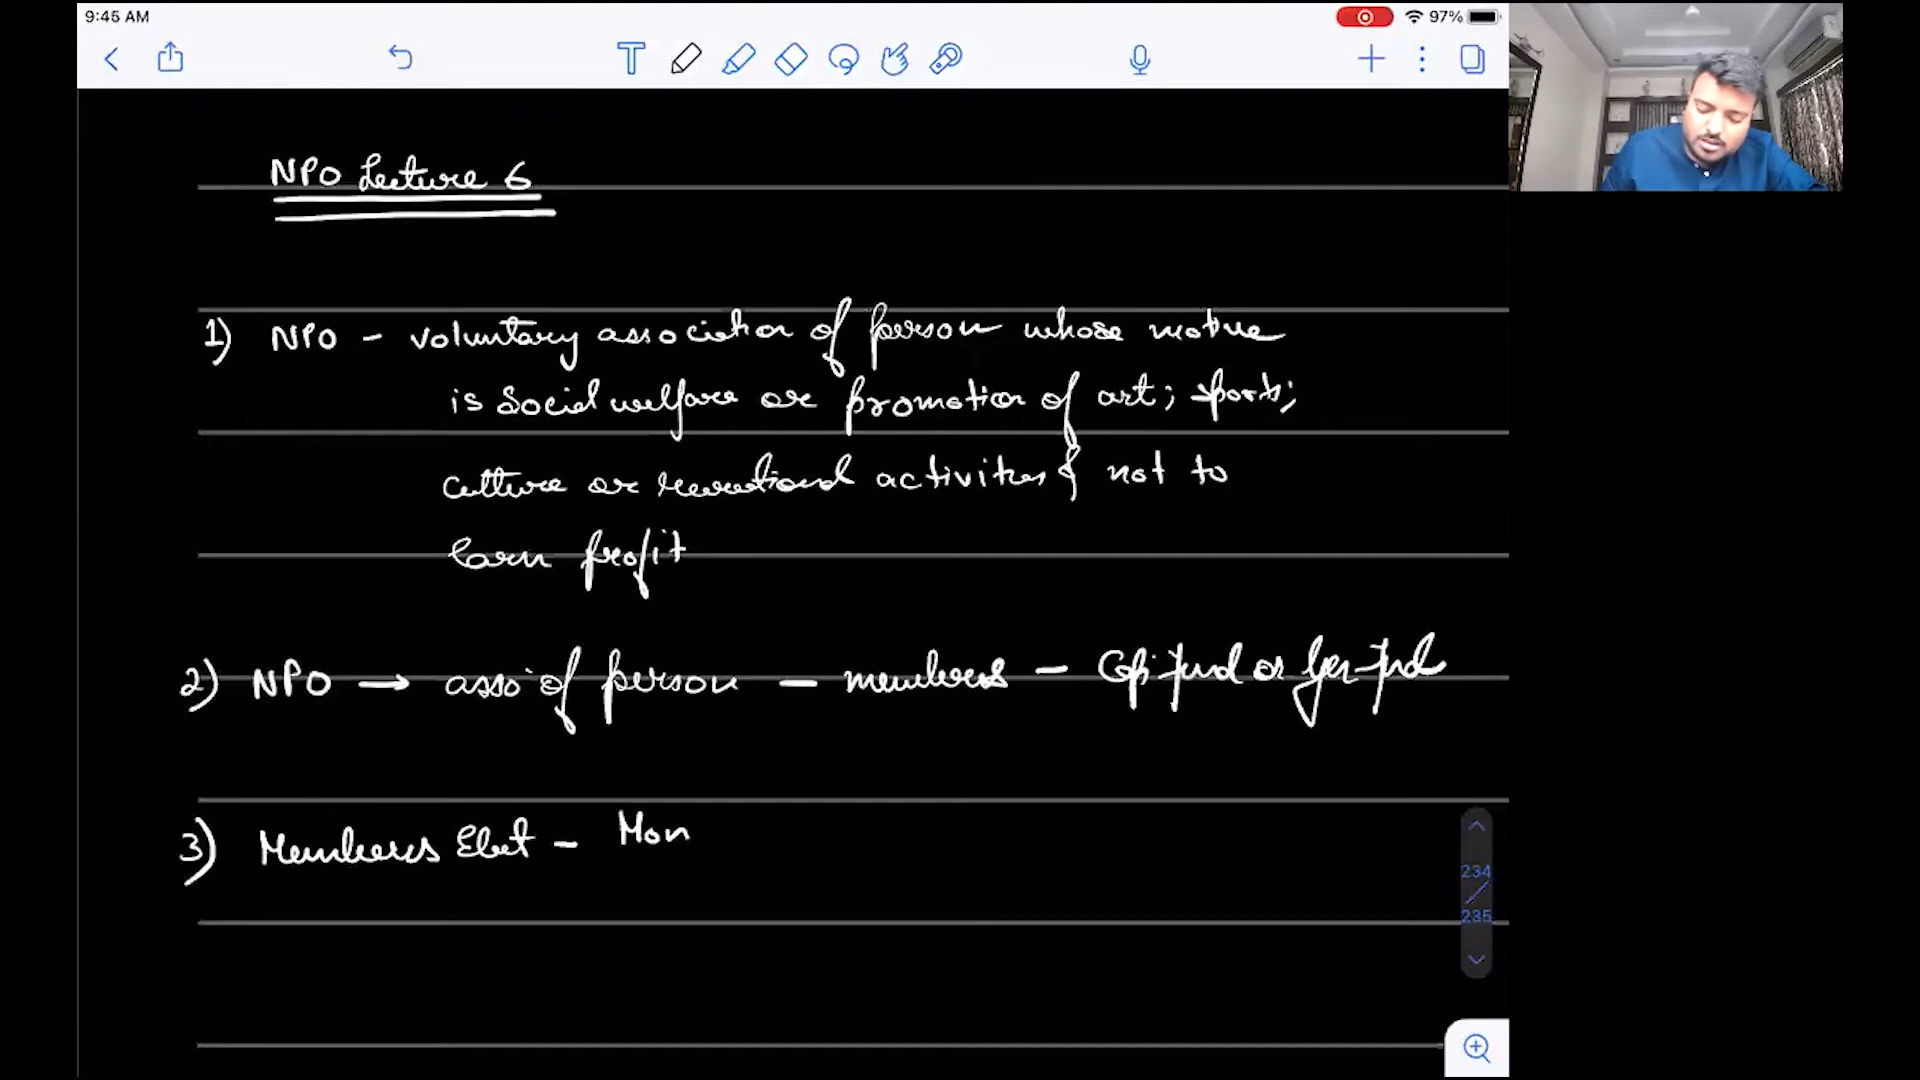 9:45 AM
97%
NPO Lecture 6
1) NPO - voluntary association of person whose motive
is Social welfare or promotion of art; sports;
culture or recreational activities & not to
Earn profit
2) NPO → asso of person - members - Cap. fund or Gen. fund
3) Members Elect - Mon
234
235